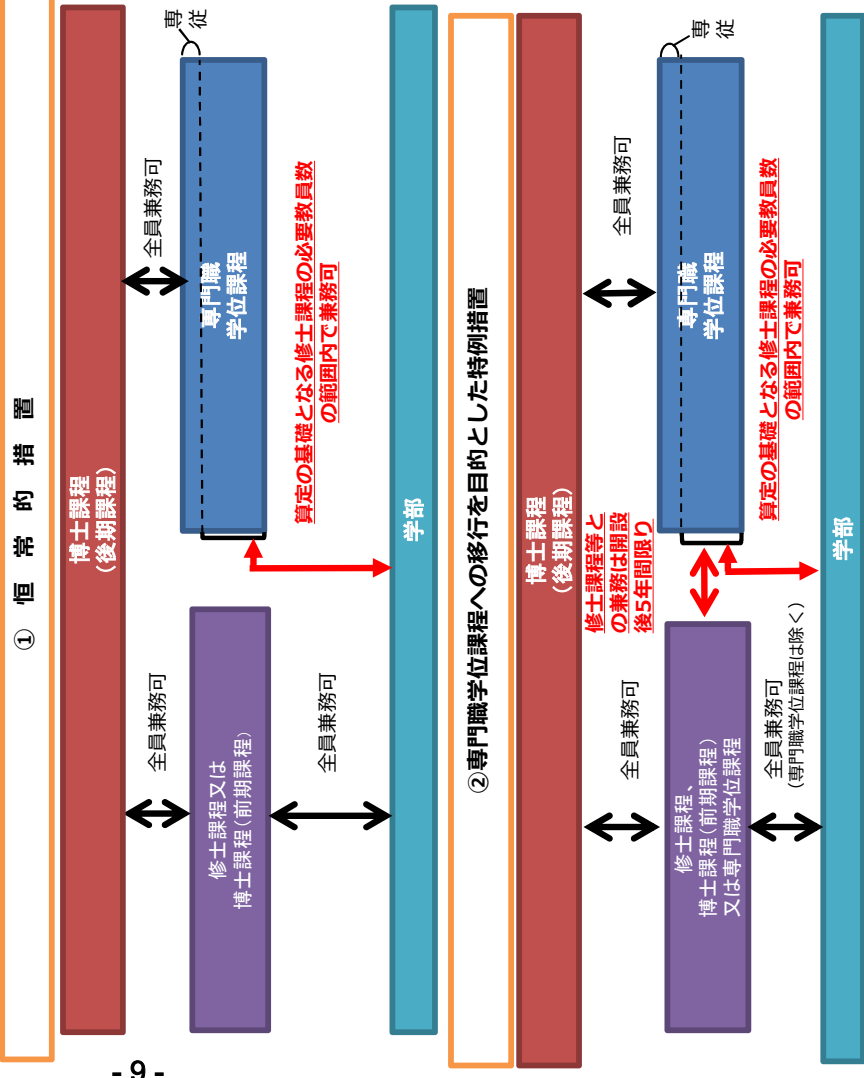 ① 恒 常 的 措 置
博士課程
(後期課程)
全員兼務可
全員兼務可
専従
修士課程又は
博士課程(前期課程)
専門職
学位課程
全員兼務可
算定の基礎となる修士課程の必要教員数
の範囲内で兼務可
学部
②専門職学位課程への移行を目的とした特例措置
博士課程
(後期課程)
全員兼務可
修士課程等と
の兼務は開設
後5年間限り
全員兼務可
専従
修士課程、
博士課程(前期課程)
又は専門職学位課程
専門職
学位課程
全員兼務可
(専門職学位課程は除く)
算定の基礎となる修士課程の必要教員数
の範囲内で兼務可
学部
- 9 -